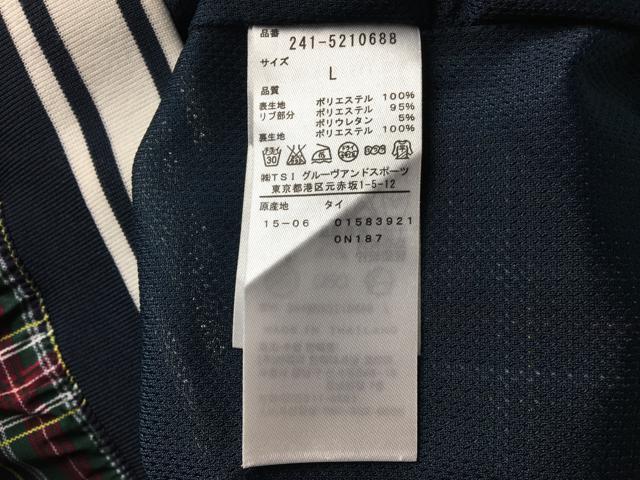 品番
241-5210688
サイズ
L
品質
表生地 ポリエステル 100%
リブ部分 ポリエステル 95%
ポリウレタン 5%
裏生地 ポリエステル 100%
㈱TSI グルーヴアンドスポーツ
東京都港区元赤坂1-5-12
原産地 タイ
15-06 01583921
0N187